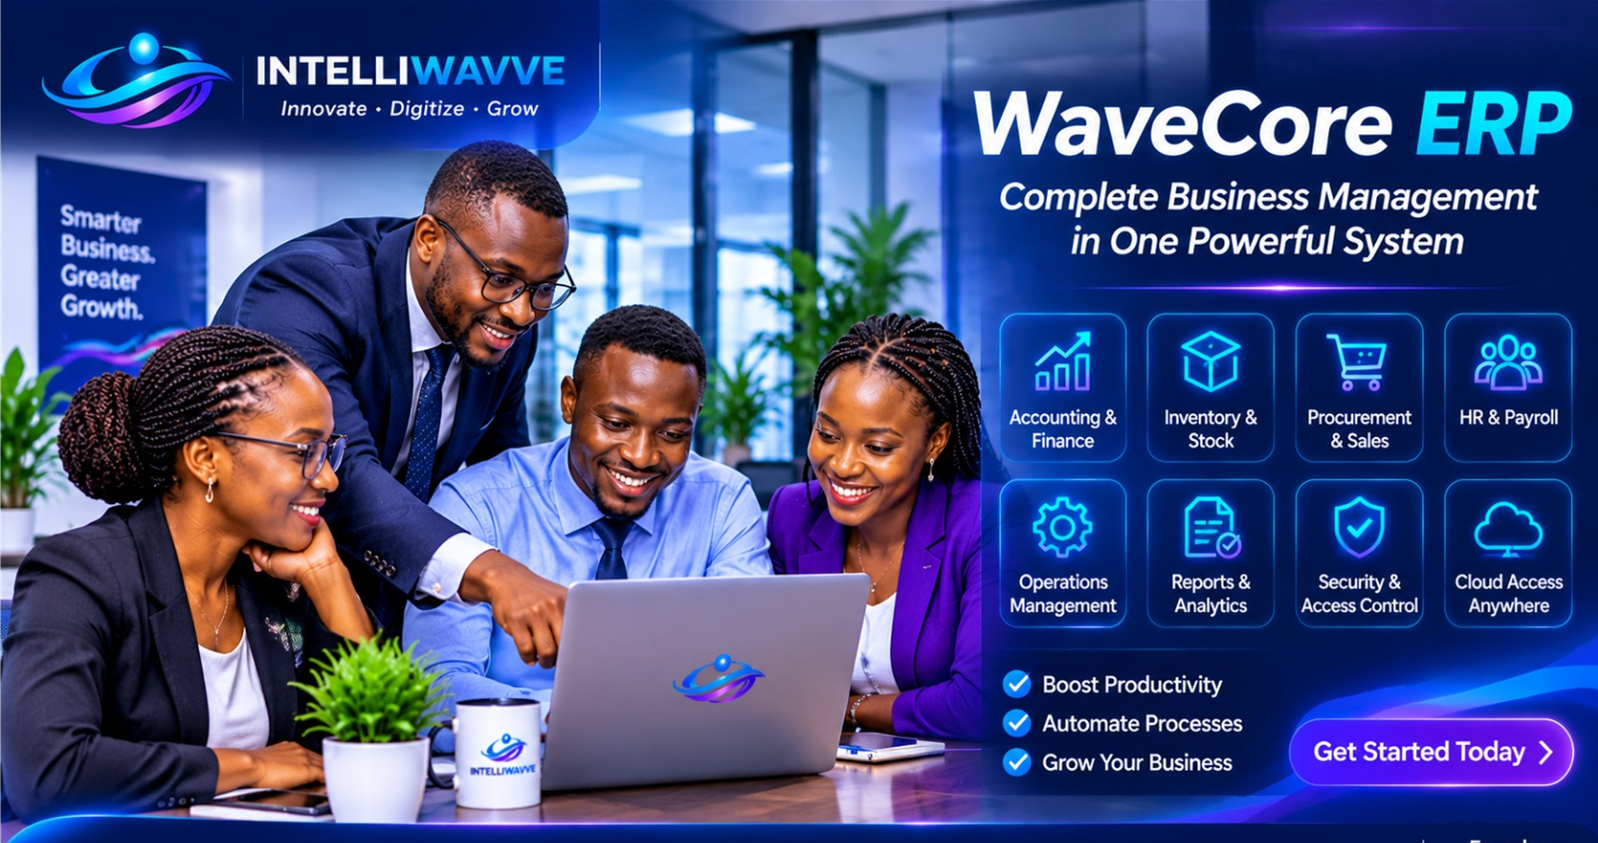 INTELLIWAVVE
Innovate • Digitize • Grow
Smarter
Business.
Greater
Growth.
WaveCore ERP
Complete Business Management
in One Powerful System
Accounting &
Finance
Inventory &
Stock
Procurement
& Sales
HR & Payroll
Operations
Management
Reports &
Analytics
Security &
Access Control
Cloud Access
Anywhere
Boost Productivity
Automate Processes
Grow Your Business
Get Started Today
INTELLIWAVVE